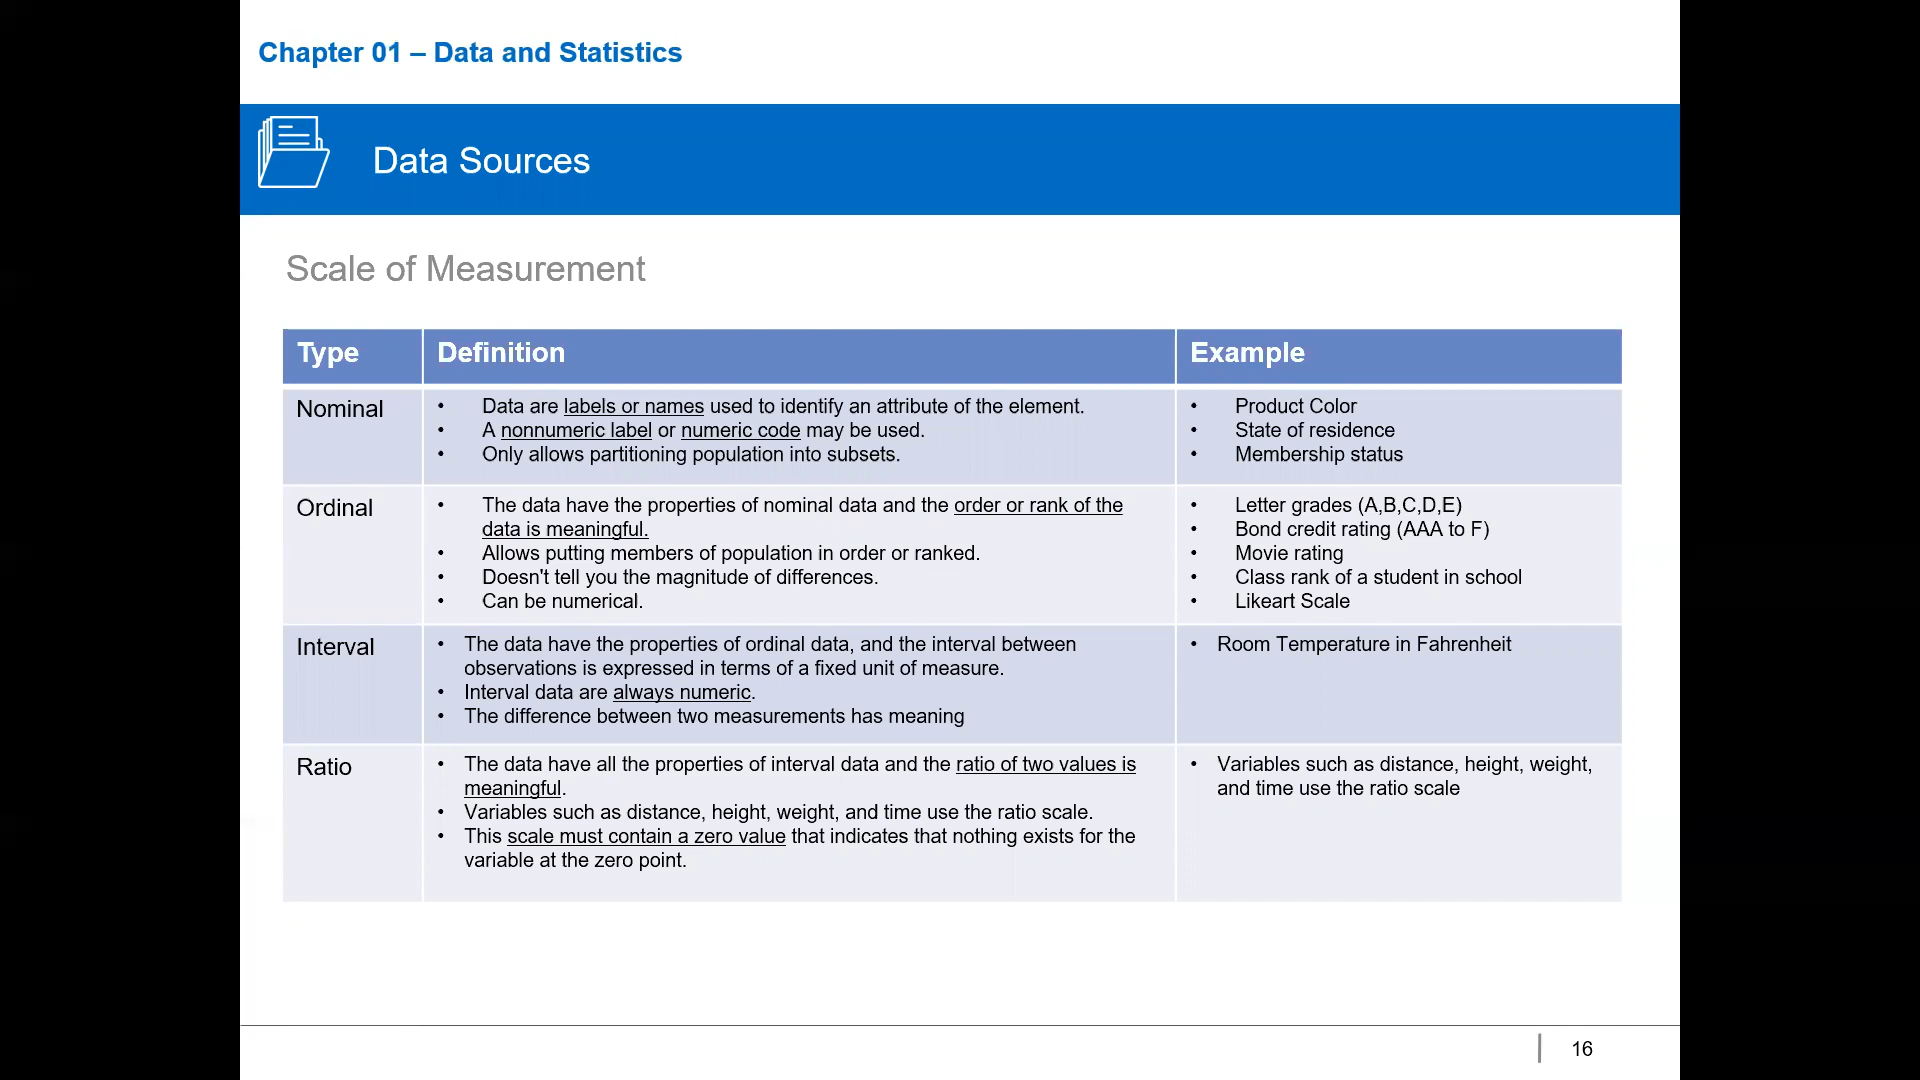 Chapter 01 – Data and Statistics
Data Sources
Scale of Measurement
Type
Definition
Example
Nominal
• Data are labels or names used to identify an attribute of the element.
• A nonnumeric label or numeric code may be used.
• Only allows partitioning population into subsets.
• Product Color
• State of residence
• Membership status
Ordinal
• The data have the properties of nominal data and the order or rank of the
data is meaningful.
• Allows putting members of population in order or ranked.
• Doesn't tell you the magnitude of differences.
• Can be numerical.
• Letter grades (A,B,C,D,E)
• Bond credit rating (AAA to F)
• Movie rating
• Class rank of a student in school
• Likeart Scale
Interval
• The data have the properties of ordinal data, and the interval between
observations is expressed in terms of a fixed unit of measure.
• Interval data are always numeric.
• The difference between two measurements has meaning
• Room Temperature in Fahrenheit
Ratio
• The data have all the properties of interval data and the ratio of two values is
meaningful.
• Variables such as distance, height, weight, and time use the ratio scale.
• This scale must contain a zero value that indicates that nothing exists for the
variable at the zero point.
• Variables such as distance, height, weight,
and time use the ratio scale
16